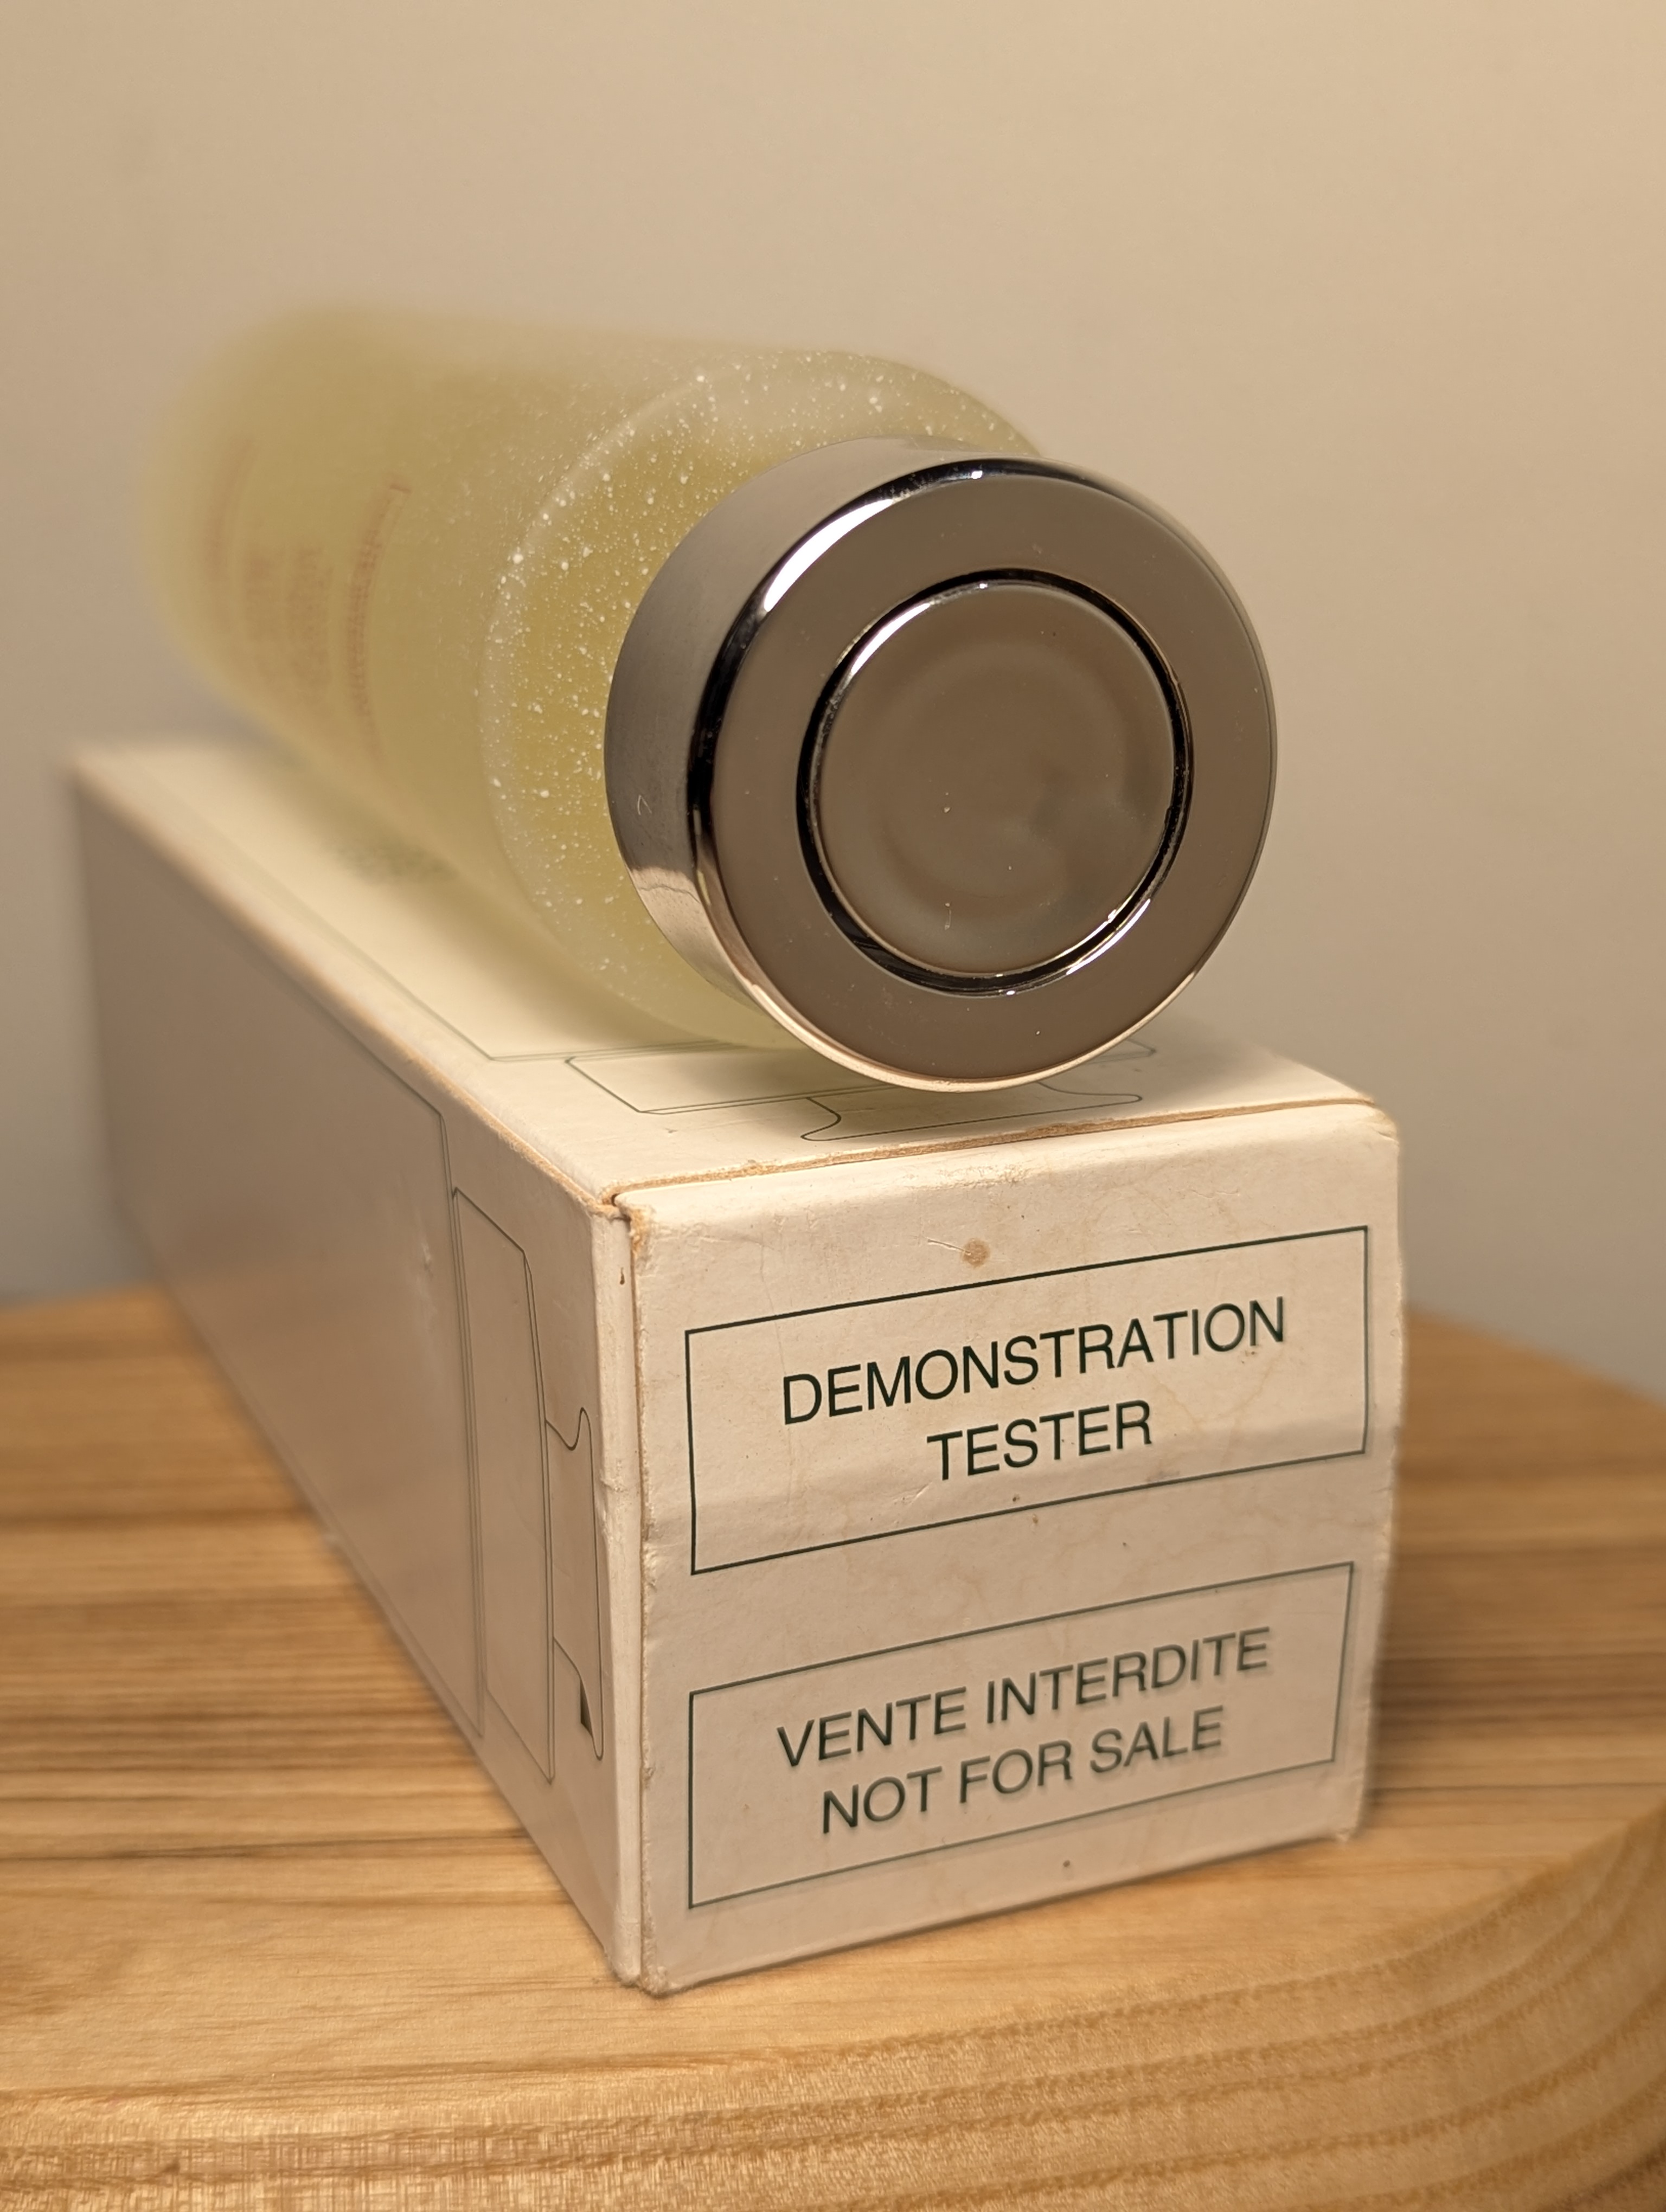 DEMONSTRATION
TESTER
VENTE INTERDITE
NOT FOR SALE